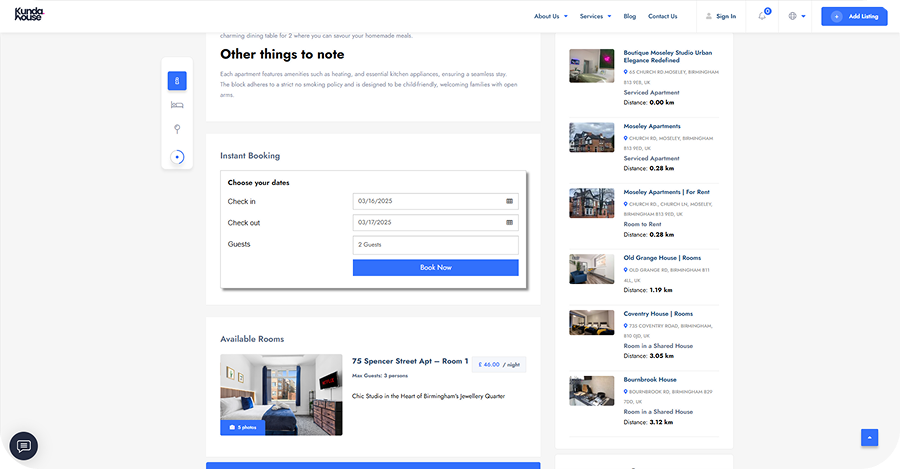 Kunda.
house
About Us
Services
Blog
Contact Us
Sign In
0
+ Add Listing
charming dining table for 2 where you can savour your homemade meals.
Other things to note
Each apartment features amenities such as heating, and essential kitchen appliances, ensuring a seamless stay.
The block adheres to a strict no smoking policy and is designed to be childfriendly, welcoming families with open
arms.
Instant Booking
Choose your dates
Check in
03/16/2025
Check out
03/17/2025
Guests
2 Guests
Book Now
Available Rooms
75 Spencer Street Apt – Room 1
£ 46.00 / night
Max Guests: 3 persons
Chic Studio in the Heart of Birmingham's Jewellery Quarter
5 photos
Boutique Moseley Studio Urban
Elegance Redefined
65 CHURCH RD,MOSELEY, BIRMINGHAM
B13 9EB, UK
Serviced Apartment
Distance: 0.00 km
Moseley Apartments
CHURCH RD, MOSELEY, BIRMINGHAM
B13 9ED, UK
Serviced Apartment
Distance: 0.28 km
Moseley Apartments | For Rent
CHURCH RD., CHURCH LN, MOSELEY,
BIRMINGHAM B13 9ED, UK
Room to Rent
Distance: 0.28 km
Old Grange House | Rooms
OLD GRANGE RD, BIRMINGHAM B11
4LL, UK
Distance: 1.19 km
Coventry House | Rooms
735 COVENTRY ROAD, BIRMINGHAM,
B10 0JD, UK
Room in a Shared House
Distance: 3.05 km
Bournbrook House
BOURNBROOK RD, BIRMINGHAM B29
7DD, UK
Room in a Shared House
Distance: 3.12 km